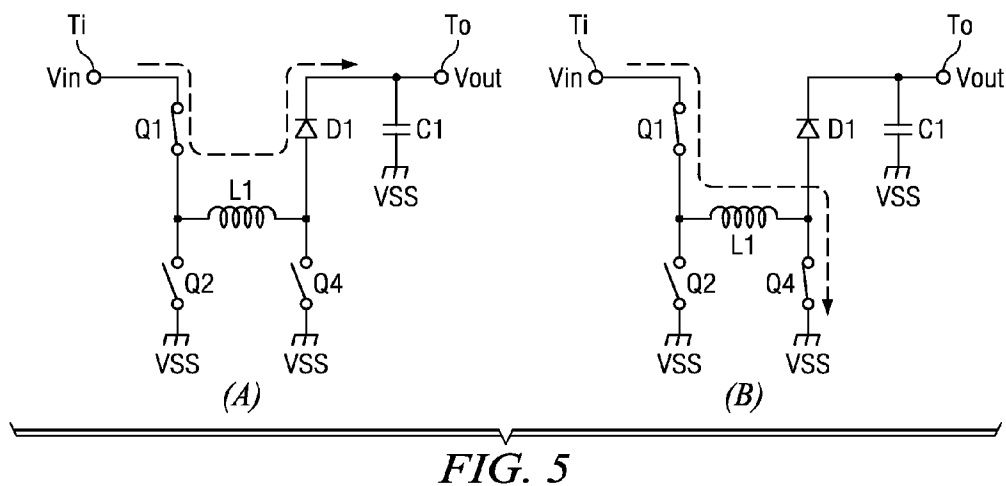 Ti
To
Vin
Vout
Q1
D1
C1
VSS
L1
Q2
Q4
VSS
VSS
(A)
Ti
To
Vin
Vout
Q1
D1
C1
VSS
L1
Q2
Q4
VSS
VSS
(B)
FIG. 5